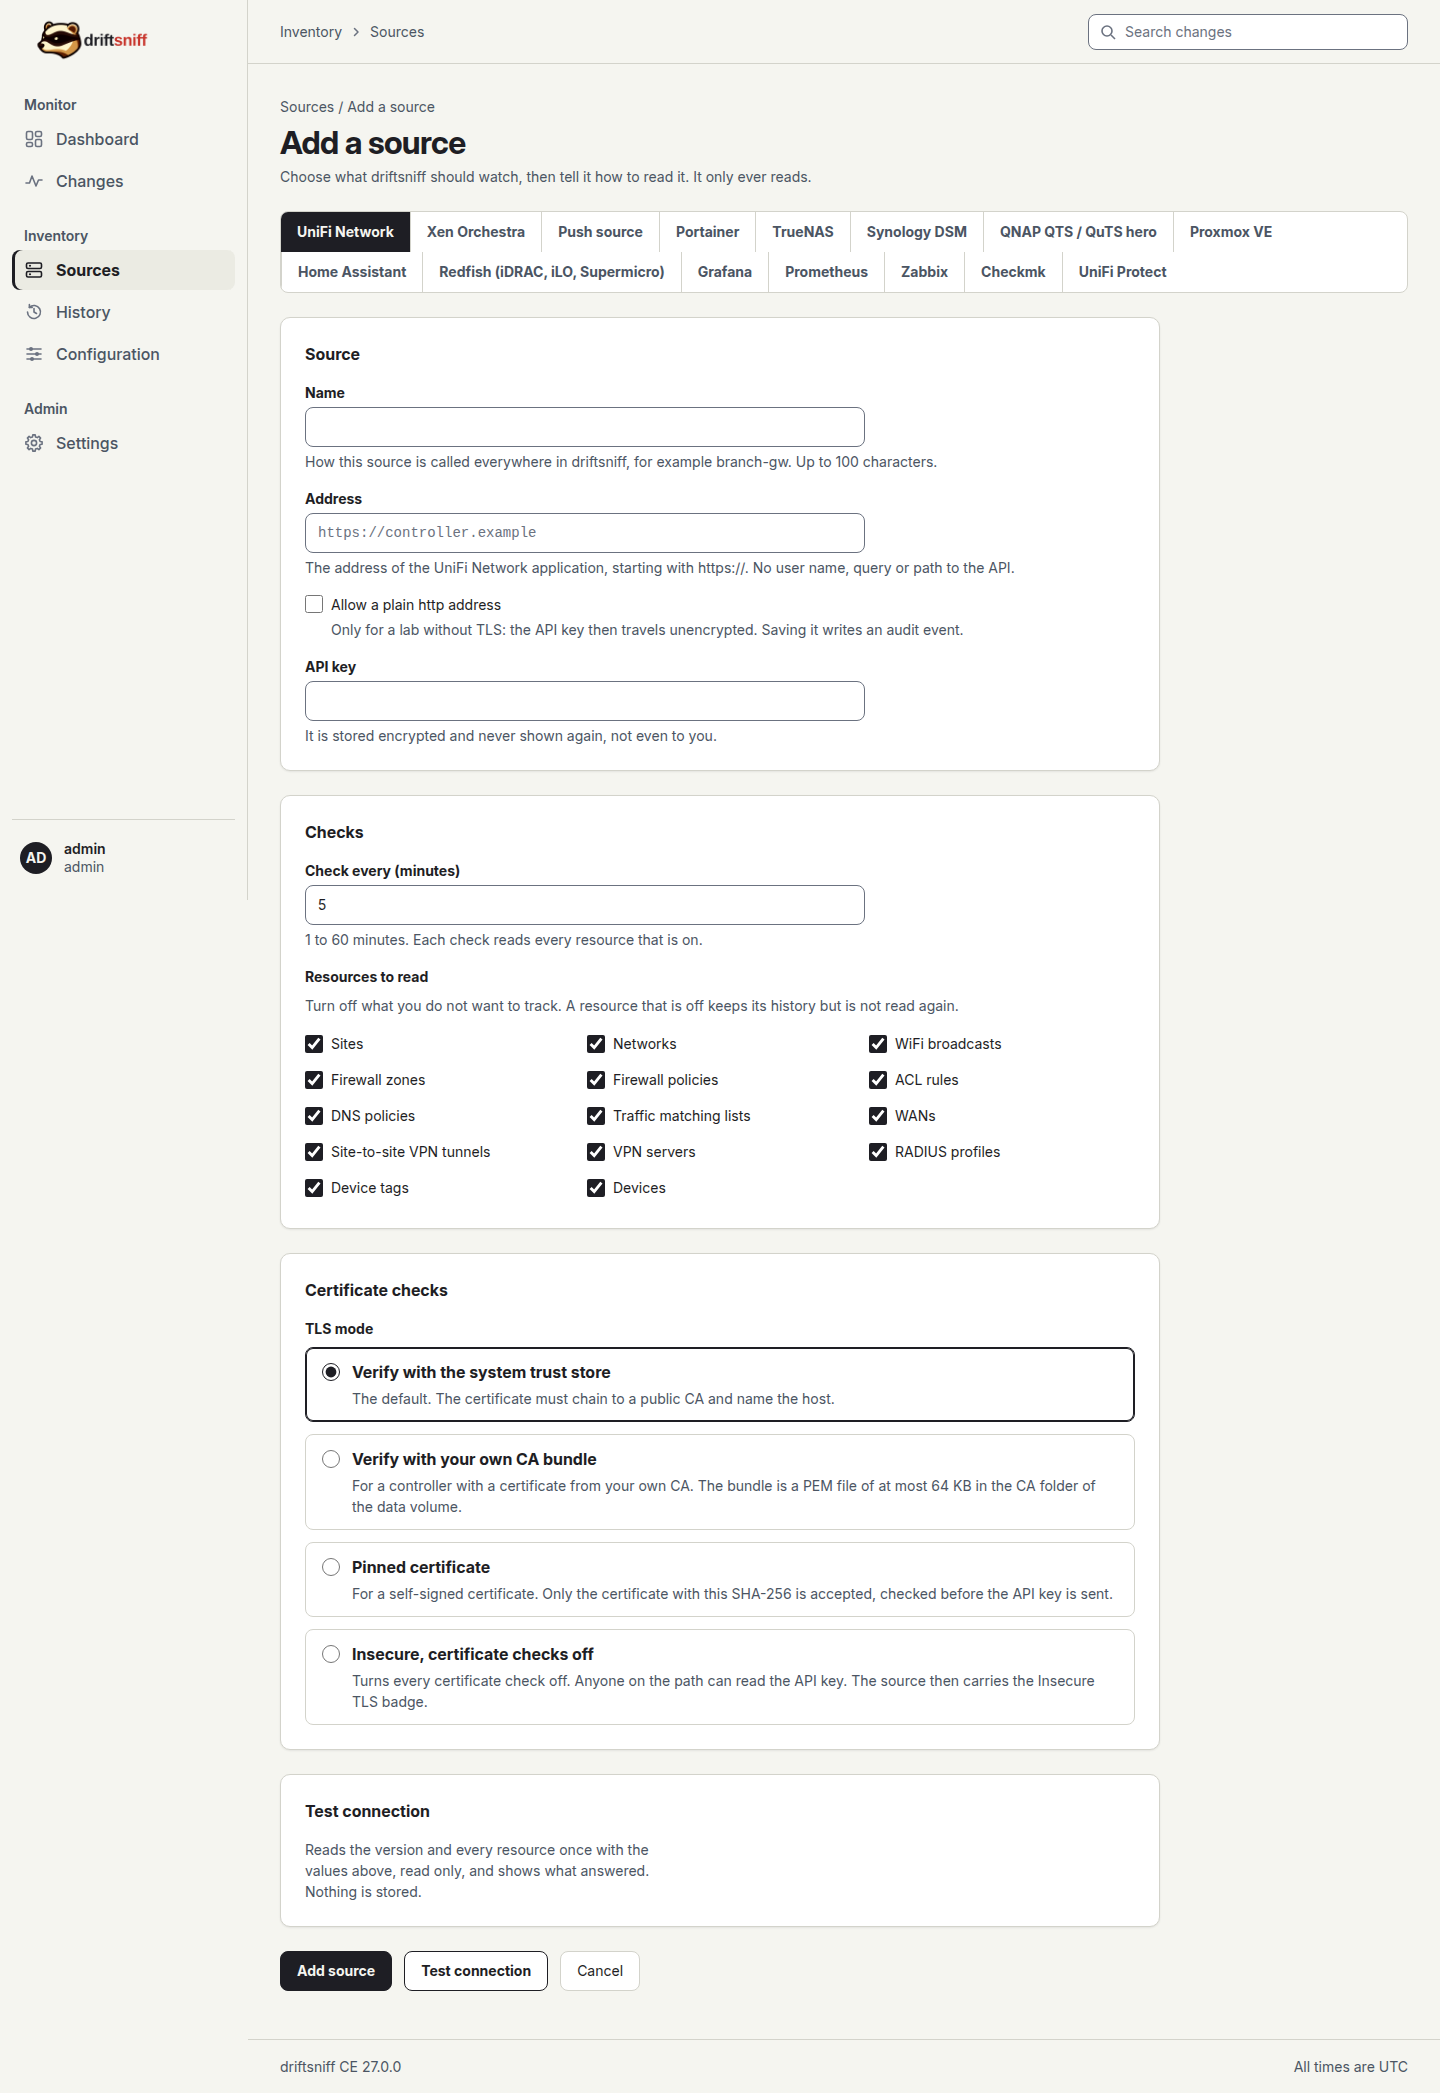 driftsniff
Inventory > Sources
Search changes
Monitor
Dashboard
Changes
Inventory
Sources
History
Configuration
Admin
Settings
AD
admin
admin
Sources / Add a source
Add a source
Choose what driftsniff should watch, then tell it how to read it. It only ever reads.
UniFi Network Xen Orchestra Push source Portainer TrueNAS Synology DSM QNAP QTS / QuTS hero Proxmox VE
Home Assistant Redfish (iDRAC, iLO, Supermicro) Grafana Prometheus Zabbix Checkmk UniFi Protect
Source
Name
How this source is called everywhere in driftsniff, for example branch-gw. Up to 100 characters.
Address
https://controller.example
The address of the UniFi Network application, starting with https://. No user name, query or path to the API.
Allow a plain http address
Only for a lab without TLS: the API key then travels unencrypted. Saving it writes an audit event.
API key
It is stored encrypted and never shown again, not even to you.
Checks
Check every (minutes)
5
1 to 60 minutes. Each check reads every resource that is on.
Resources to read
Turn off what you do not want to track. A resource that is off keeps its history but is not read again.
Sites Networks WiFi broadcasts
Firewall zones Firewall policies ACL rules
DNS policies Traffic matching lists WANs
Site-to-site VPN tunnels VPN servers RADIUS profiles
Device tags Devices
Certificate checks
TLS mode
Verify with the system trust store
The default. The certificate must chain to a public CA and name the host.
Verify with your own CA bundle
For a controller with a certificate from your own CA. The bundle is a PEM file of at most 64 KB in the CA folder of
the data volume.
Pinned certificate
For a self-signed certificate. Only the certificate with this SHA-256 is accepted, checked before the API key is sent.
Insecure, certificate checks off
Turns every certificate check off. Anyone on the path can read the API key. The source then carries the Insecure
TLS badge.
Test connection
Reads the version and every resource once with the
values above, read only, and shows what answered.
Nothing is stored.
Add source Test connection Cancel
driftsniff CE 27.0.0
All times are UTC